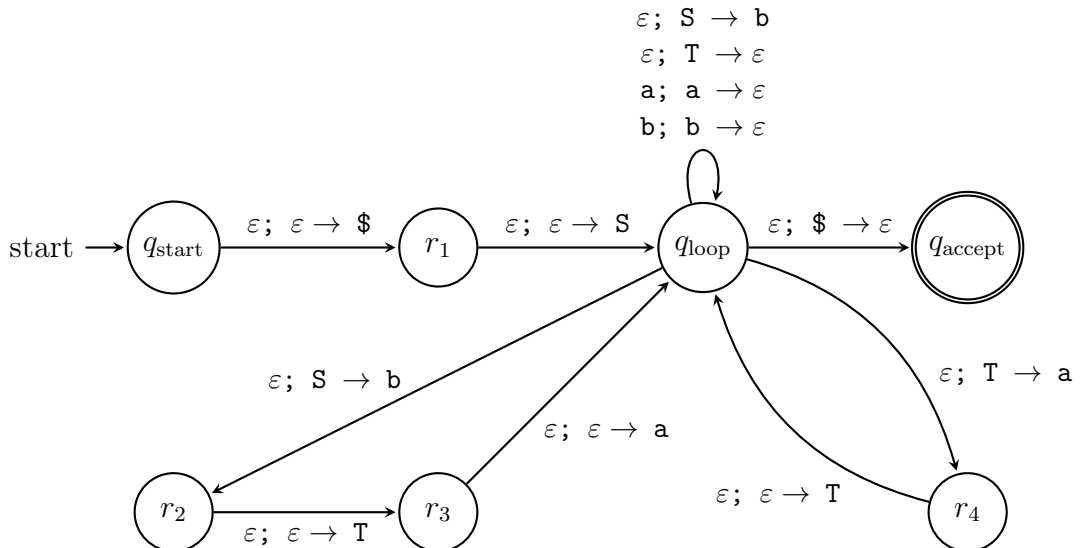 ε; S → b
ε; T → ε
a; a → ε
b; b → ε
ε; ε → $
ε; ε → S
ε; $ → ε
start
q_start
r_1
q_loop
q_accept
ε; S → b
ε; T → a
ε; ε → a
ε; ε → T
r_2
r_3
r_4
ε; ε → T